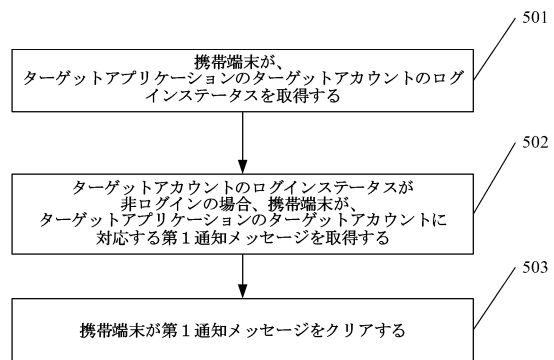 501
携帯端末が、
ターゲットアプリケーションのターゲットアカウントのログ
インステータスを取得する
502
ターゲットアカウントのログインステータスが
非ログインの場合、携帯端末が、
ターゲットアプリケーションのターゲットアカウントに
対応する第１通知メッセージを取得する
503
携帯端末が第１通知メッセージをクリアする